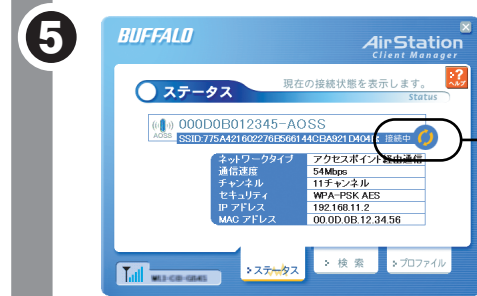 5
BUFFALO
AirStation
Client Manager
ステータス
現在の接続状態を表示します。
?
ヘルプ
Status
AOSS
000D0B012345-AOSS
SSID:775A421602276B566144CBA921D404
接続中
ネットワークタイプ アクセスポイント経由通信
通信速度 54Mbps
チャンネル 11チャンネル
セキュリティ WPA-PSK AES
IP アドレス 192.168.11.2
MAC アドレス 00.0D.0B.12.34.56
ステータス
検 索
プロファイル